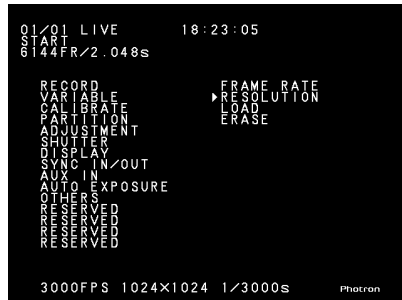 01/01 LIVE 18:23:05
START
6144FR/2.048s
RECORD FRAME RATE
VARIABLE ▶RESOLUTION
CALIBRATE LOAD
PARTITION ERASE
ADJUSTMENT
SHUTTER
DISPLAY
SYNC IN/OUT
AUX IN
AUTO EXPOSURE
OTHERS
RESERVED
RESERVED
RESERVED
RESERVED
3000FPS 1024×1024 1/3000s Photron